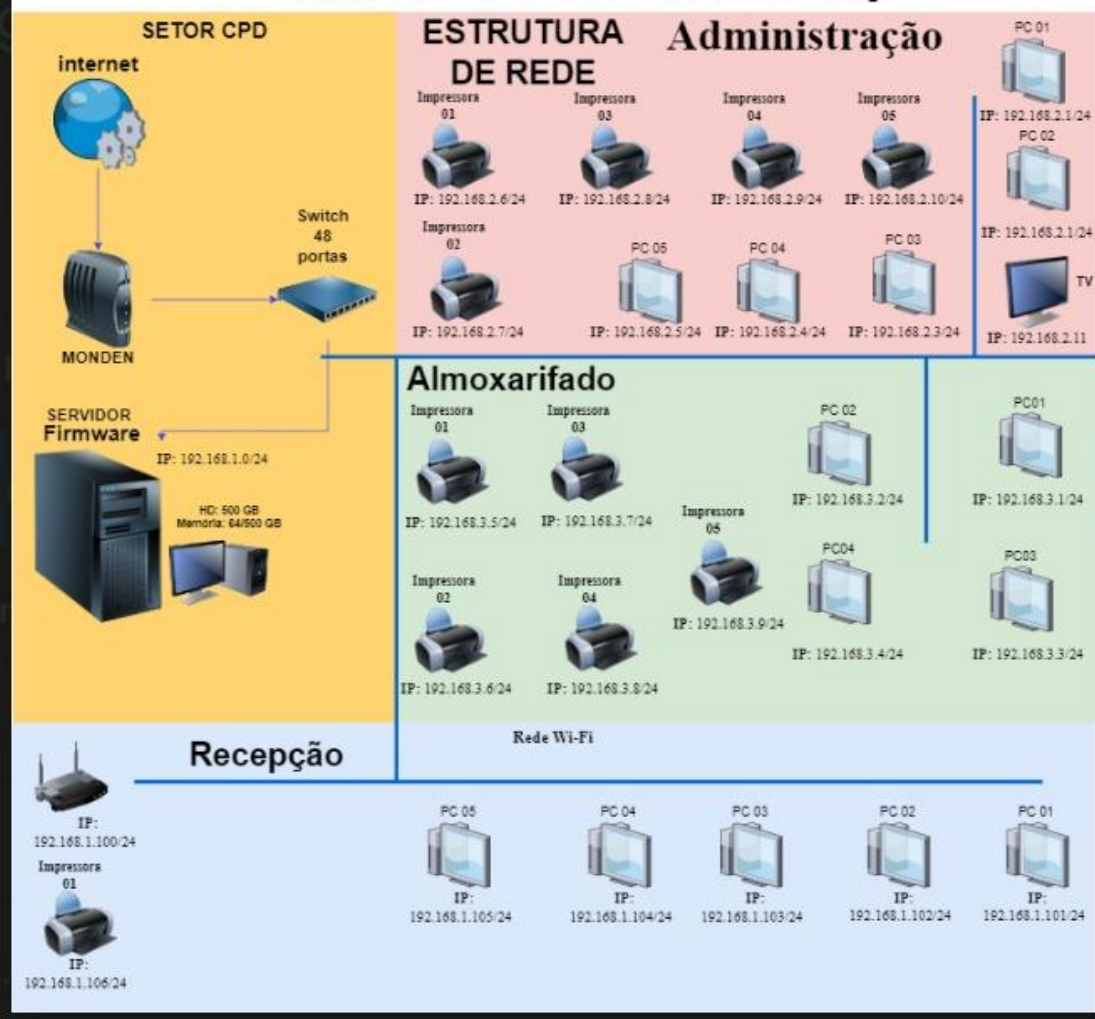 SETOR CPD
internet
Switch
48
portas
MONDEN
SERVIDOR
Firmware
IP: 192.168.1.0/24
HD: 500 GB
Memória: 64/500 GB
ESTRUTURA
DE REDE
Administração
Impressora
01
IP: 192.168.2.6/24
Impressora
03
IP: 192.168.2.8/24
Impressora
04
IP: 192.168.2.9/24
Impressora
05
IP: 192.168.2.10/24
PC 01
IP: 192.168.2.1/24
PC 02
IP: 192.168.2.1/24
TV
IP: 192.168.2.11
Impressora
02
IP: 192.168.2.7/24
PC 05
IP: 192.168.2.5/24
PC 04
IP: 192.168.2.4/24
PC 03
IP: 192.168.2.3/24
Almoxarifado
Impressora
01
IP: 192.168.3.5/24
Impressora
03
IP: 192.168.3.7/24
PC 02
IP: 192.168.3.2/24
PC01
IP: 192.168.3.1/24
Impressora
05
IP: 192.168.3.9/24
Impressora
02
IP: 192.168.3.6/24
Impressora
04
IP: 192.168.3.8/24
PC04
IP: 192.168.3.4/24
PC03
IP: 192.168.3.3/24
Recepção
Rede Wi-Fi
IP:
192.168.1.100/24
Impressora
01
IP:
192.168.1.106/24
PC 05
IP:
192.168.1.105/24
PC 04
IP:
192.168.1.104/24
PC 03
IP:
192.168.1.103/24
PC 02
IP:
192.168.1.102/24
PC 01
IP:
192.168.1.101/24